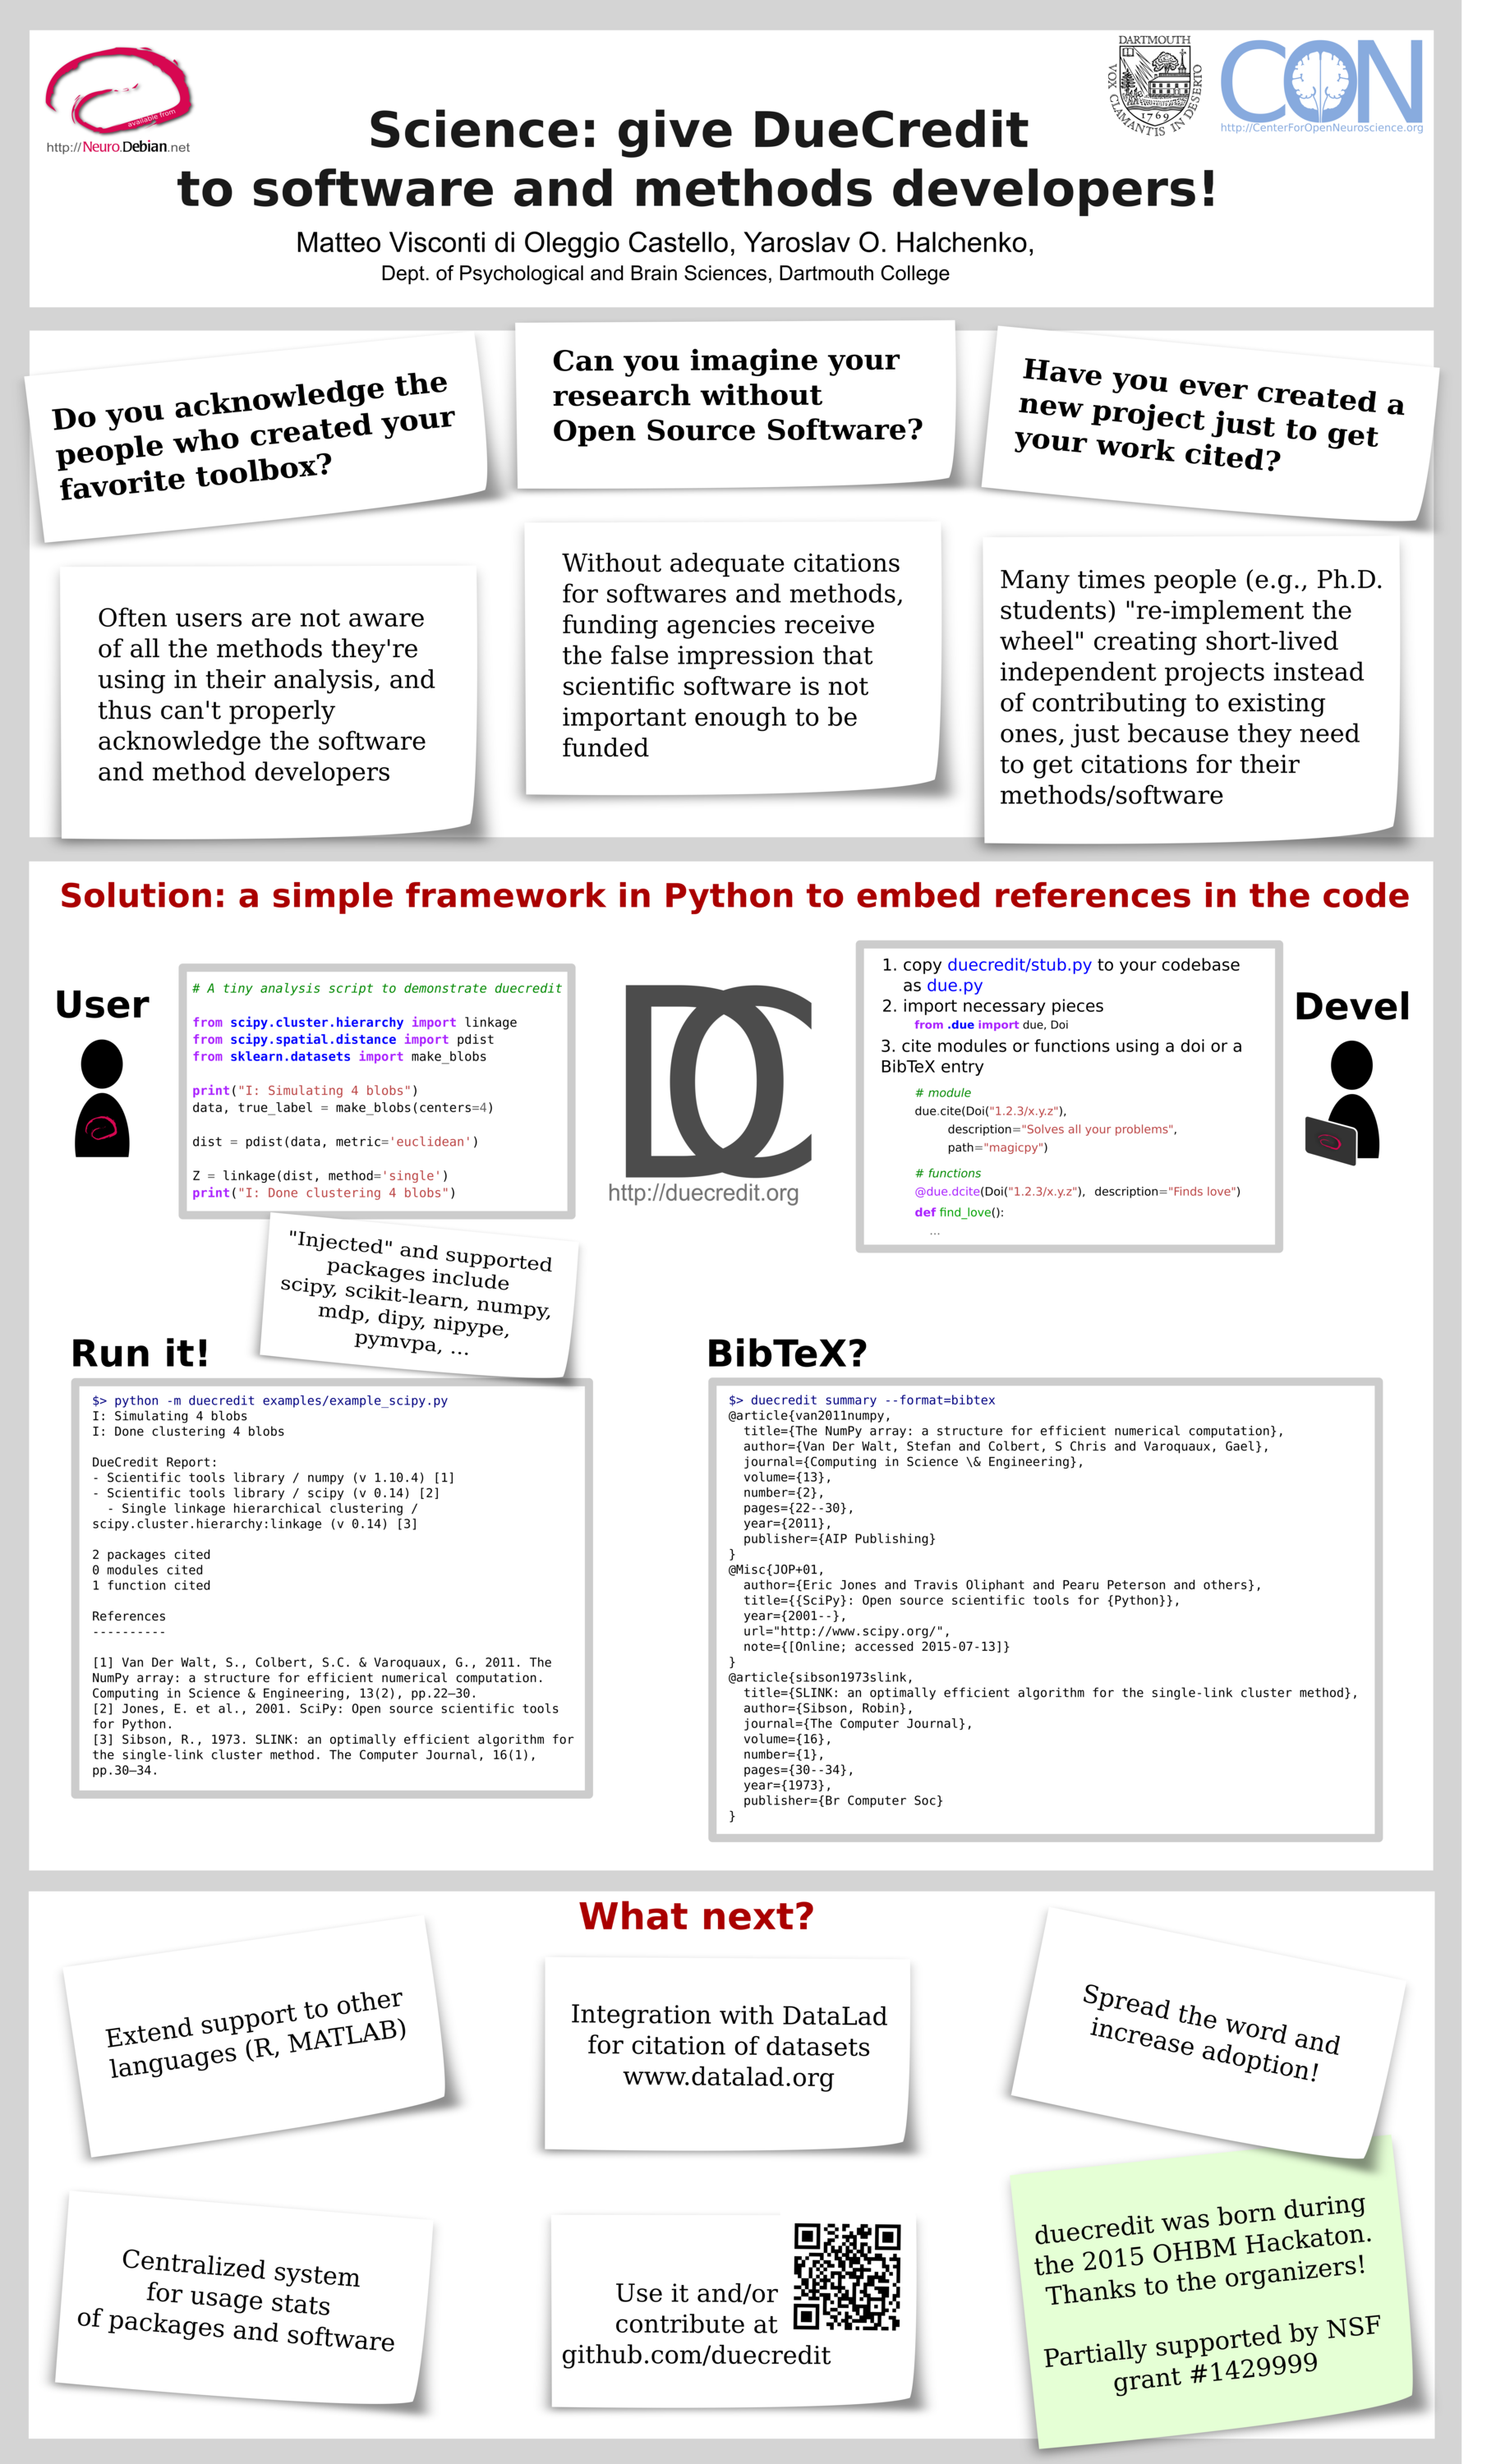 available from
http://Neuro.Debian.net
DARTMOUTH
VOX CLAMANTIS IN DESERTO
1769
CON
http://CenterForOpenNeuroscience.org
Science: give DueCredit
to software and methods developers!
Matteo Visconti di Oleggio Castello, Yaroslav O. Halchenko,
Dept. of Psychological and Brain Sciences, Dartmouth College
Do you acknowledge the
people who created your
favorite toolbox?
Can you imagine your
research without
Open Source Software?
Have you ever created a
new project just to get
your work cited?
Often users are not aware
of all the methods they're
using in their analysis, and
thus can't properly
acknowledge the software
and method developers
Without adequate citations
for softwares and methods,
funding agencies receive
the false impression that
scientific software is not
important enough to be
funded
Many times people (e.g., Ph.D.
students) "re-implement the
wheel" creating short-lived
independent projects instead
of contributing to existing
ones, just because they need
to get citations for their
methods/software
Solution: a simple framework in Python to embed references in the code
User
# A tiny analysis script to demonstrate duecredit
from scipy.cluster.hierarchy import linkage
from scipy.spatial.distance import pdist
from sklearn.datasets import make_blobs
print("I: Simulating 4 blobs")
data, true_label = make_blobs(centers=4)
dist = pdist(data, metric='euclidean')
Z = linkage(dist, method='single')
print("I: Done clustering 4 blobs")
DC
http://duecredit.org
1. copy duecredit/stub.py to your codebase
as due.py
2. import necessary pieces
from .due import due, Doi
3. cite modules or functions using a doi or a
BibTeX entry
# module
due.cite(Doi("1.2.3/x.y.z"),
description="Solves all your problems",
path="magicpy")
# functions
@due.dcite(Doi("1.2.3/x.y.z"), description="Finds love")
def find_love():
...
Devel
"Injected" and supported
packages include
scipy, scikit-learn, numpy,
mdp, dipy, nipype,
pymvpa, ...
Run it!
$> python -m duecredit examples/example_scipy.py
I: Simulating 4 blobs
I: Done clustering 4 blobs
DueCredit Report:
- Scientific tools library / numpy (v 1.10.4) [1]
- Scientific tools library / scipy (v 0.14) [2]
- Single linkage hierarchical clustering /
scipy.cluster.hierarchy:linkage (v 0.14) [3]
2 packages cited
0 modules cited
1 function cited
References
----------
[1] Van Der Walt, S., Colbert, S.C. & Varoquaux, G., 2011. The
NumPy array: a structure for efficient numerical computation.
Computing in Science & Engineering, 13(2), pp.22–30.
[2] Jones, E. et al., 2001. SciPy: Open source scientific tools
for Python.
[3] Sibson, R., 1973. SLINK: an optimally efficient algorithm for
the single-link cluster method. The Computer Journal, 16(1),
pp.30–34.
BibTeX?
$> duecredit summary --format=bibtex
@article{van2011numpy,
title={The NumPy array: a structure for efficient numerical computation},
author={Van Der Walt, Stefan and Colbert, S Chris and Varoquaux, Gael},
journal={Computing in Science \& Engineering},
volume={13},
number={2},
pages={22--30},
year={2011},
publisher={AIP Publishing}
}
@Misc{JOP+01,
author={Eric Jones and Travis Oliphant and Pearu Peterson and others},
title={{SciPy}: Open source scientific tools for {Python}},
year={2001--},
url="http://www.scipy.org/",
note={[Online; accessed 2015-07-13]}
}
@article{sibson1973slink,
title={SLINK: an optimally efficient algorithm for the single-link cluster method},
author={Sibson, Robin},
journal={The Computer Journal},
volume={16},
number={1},
pages={30--34},
year={1973},
publisher={Br Computer Soc}
}
What next?
Extend support to other
languages (R, MATLAB)
Integration with DataLad
for citation of datasets
www.datalad.org
Spread the word and
increase adoption!
Centralized system
for usage stats
of packages and software
Use it and/or
contribute at
github.com/duecredit
duecredit was born during
the 2015 OHBM Hackaton.
Thanks to the organizers!
Partially supported by NSF
grant #1429999